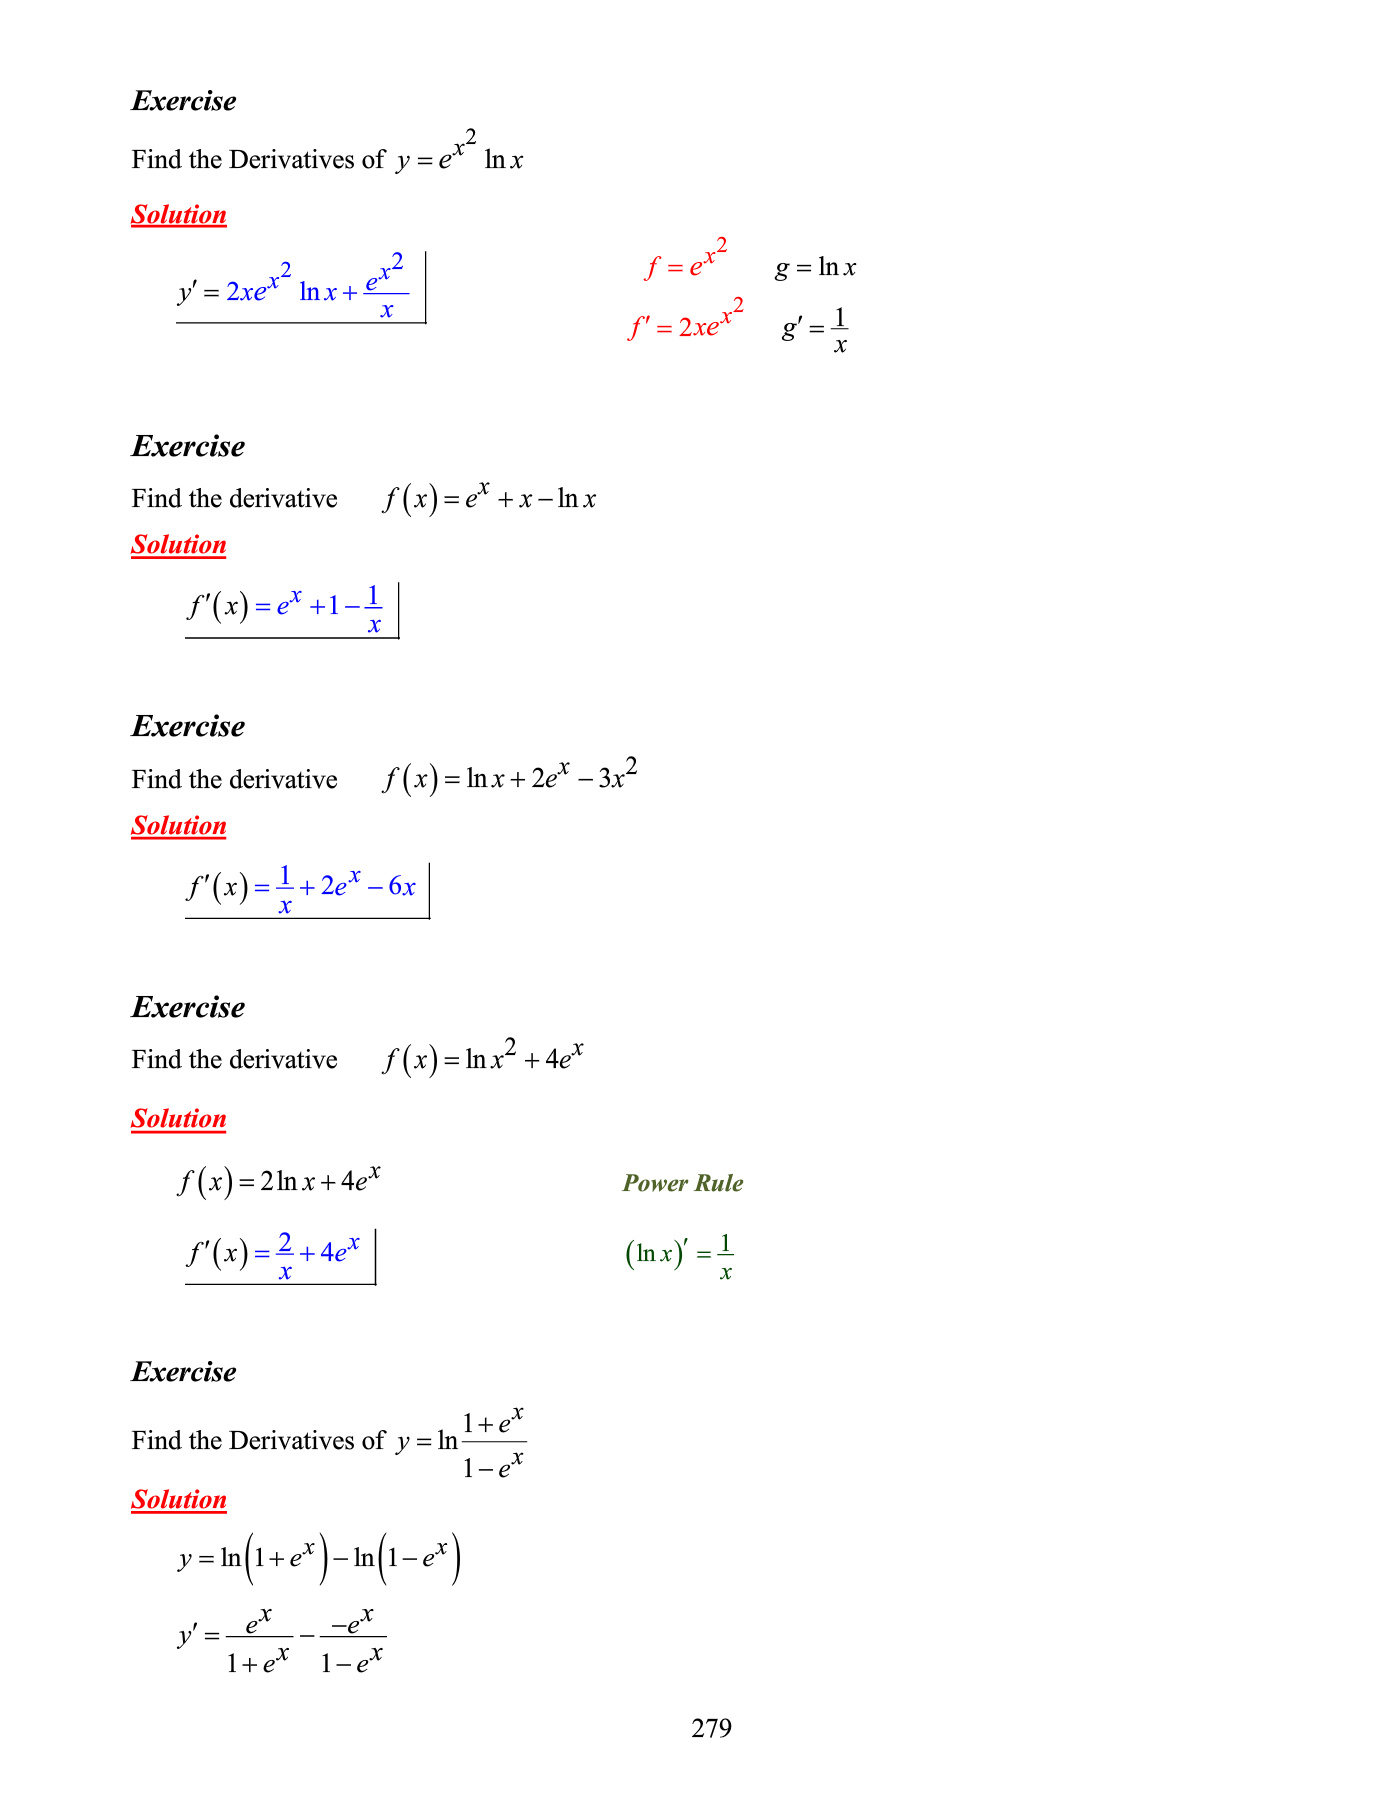 Exercise
Find the Derivatives of y = e^{x^2} ln x
Solution
y′ = 2xe^{x^2} ln x + \frac{e^{x^2}}{x}
f = e^{x^2} g = ln x
f′ = 2xe^{x^2} g′ = \frac{1}{x}
Exercise
Find the derivative f(x) = e^x + x − ln x
Solution
f′(x) = e^x + 1 − \frac{1}{x}
Exercise
Find the derivative f(x) = ln x + 2e^x − 3x^2
Solution
f′(x) = \frac{1}{x} + 2e^x − 6x
Exercise
Find the derivative f(x) = ln x^2 + 4e^x
Solution
f(x) = 2 ln x + 4e^x Power Rule
f′(x) = \frac{2}{x} + 4e^x (ln x)′ = \frac{1}{x}
Exercise
Find the Derivatives of y = ln \frac{1 + e^x}{1 − e^x}
Solution
y = ln(1 + e^x) − ln(1 − e^x)
y′ = \frac{e^x}{1 + e^x} − \frac{−e^x}{1 − e^x}
279